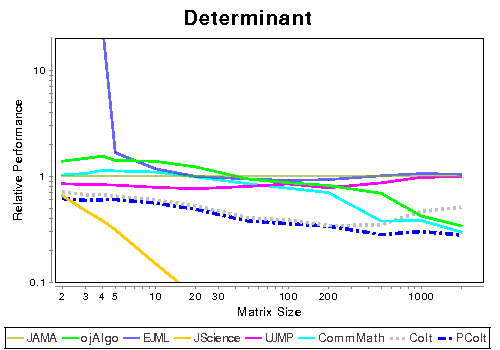 Determinant
Relative Performance
10
1
0.1
2 3 4 5 10 20 30 100 200 1000
Matrix Size
JAMA ojAlgo EJML JScience UJMP CommMath Colt PColt